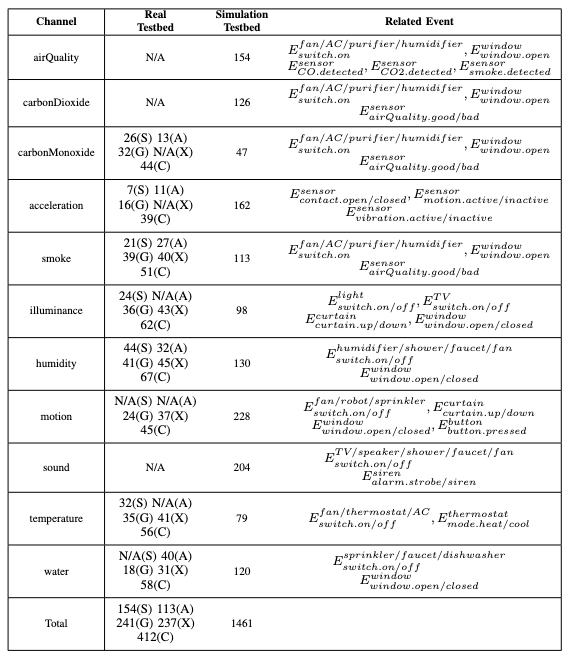 Channel Real Testbed Simulation Testbed Related Event
airQuality N/A 154 E^{fan/AC/purifier/humidifier}_{switch.on}, E^{window}_{window.open}
E^{sensor}_{CO.detected}, E^{sensor}_{CO2.detected}, E^{sensor}_{smoke.detected}
carbonDioxide N/A 126 E^{fan/AC/purifier/humidifier}_{switch.on}, E^{window}_{window.open}
E^{sensor}_{airQuality.good/bad}
carbonMonoxide 26(S) 13(A) 47 E^{fan/AC/purifier/humidifier}_{switch.on}, E^{window}_{window.open}
32(G) N/A(X) E^{sensor}_{airQuality.good/bad}
44(C)
acceleration 7(S) 11(A) 162 E^{sensor}_{contact.open/closed}, E^{sensor}_{motion.active/inactive}
16(G) N/A(X) E^{sensor}_{vibration.active/inactive}
39(C)
smoke 21(S) 27(A) 113 E^{fan/AC/purifier/humidifier}_{switch.on}, E^{window}_{window.open}
39(G) 40(X) E^{sensor}_{airQuality.good/bad}
51(C)
illuminance 24(S) N/A(A) 98 E^{light}_{switch.on/off}, E^{TV}_{switch.on/off}
36(G) 43(X) E^{curtain}_{curtain.up/down}, E^{window}_{window.open/closed}
62(C)
humidity 44(S) 32(A) 130 E^{humidifier/shower/faucet/fan}_{switch.on/off}
41(G) 45(X) E^{window}_{window.open/closed}
67(C)
motion N/A(S) N/A(A) 228 E^{fan/robot/sprinkler}_{switch.on/off}, E^{curtain}_{curtain.up/down}
24(G) 37(X) E^{window}_{window.open/closed}, E^{button}_{button.pressed}
45(C)
sound N/A 204 E^{TV/speaker/shower/faucet/fan}_{switch.on/off}
E^{siren}_{alarm.strobe/siren}
temperature 32(S) N/A(A) 79 E^{fan/thermostat/AC}_{switch.on/off}, E^{thermostat}_{mode.heat/cool}
35(G) 41(X)
56(C)
water N/A(S) 40(A) 120 E^{sprinkler/faucet/dishwasher}_{switch.on/off}
18(G) 31(X) E^{window}_{window.open/closed}
58(C)
Total 154(S) 113(A) 1461
241(G) 237(X)
412(C)